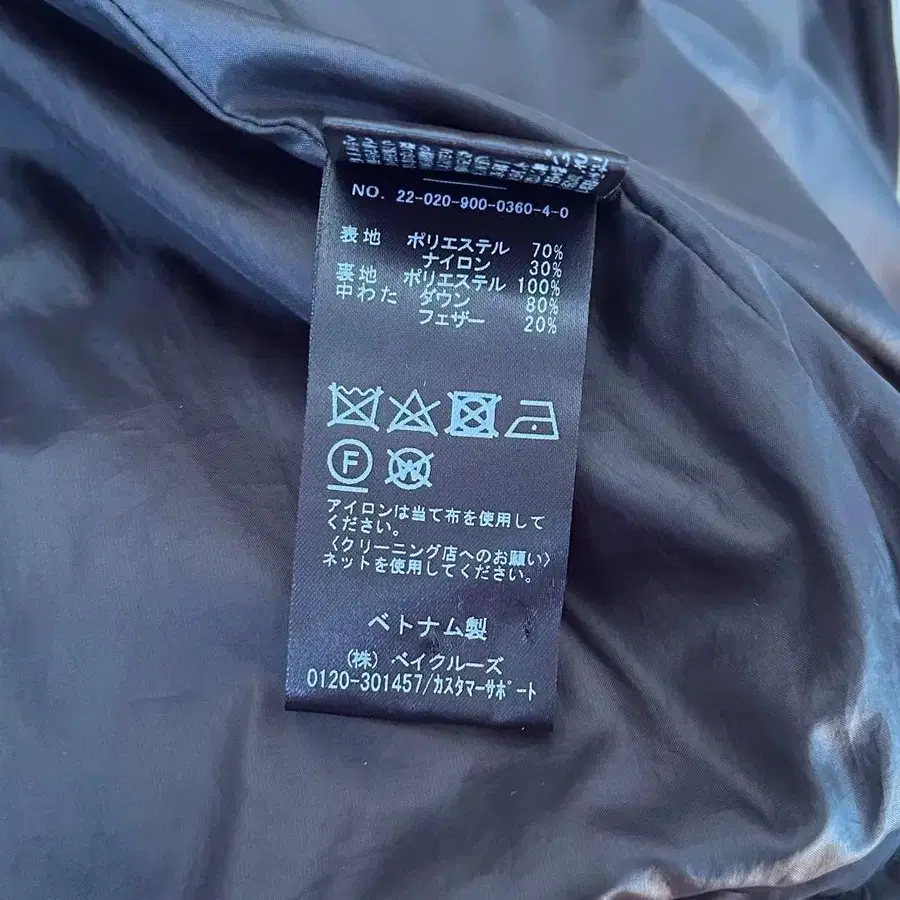 NO. 22-020-900-0360-4-0
表地 ポリエステル 70%
ナイロン 30%
裏地 ポリエステル 100%
中わた ダウン 80%
フェザー 20%
F W
アイロンは当て布を使用して
ください。
〈クリーニング店へのお願い〉
ネットを使用してください。
ベトナム製
(株) ベイクルーズ
0120-301457/カスタマーサポート